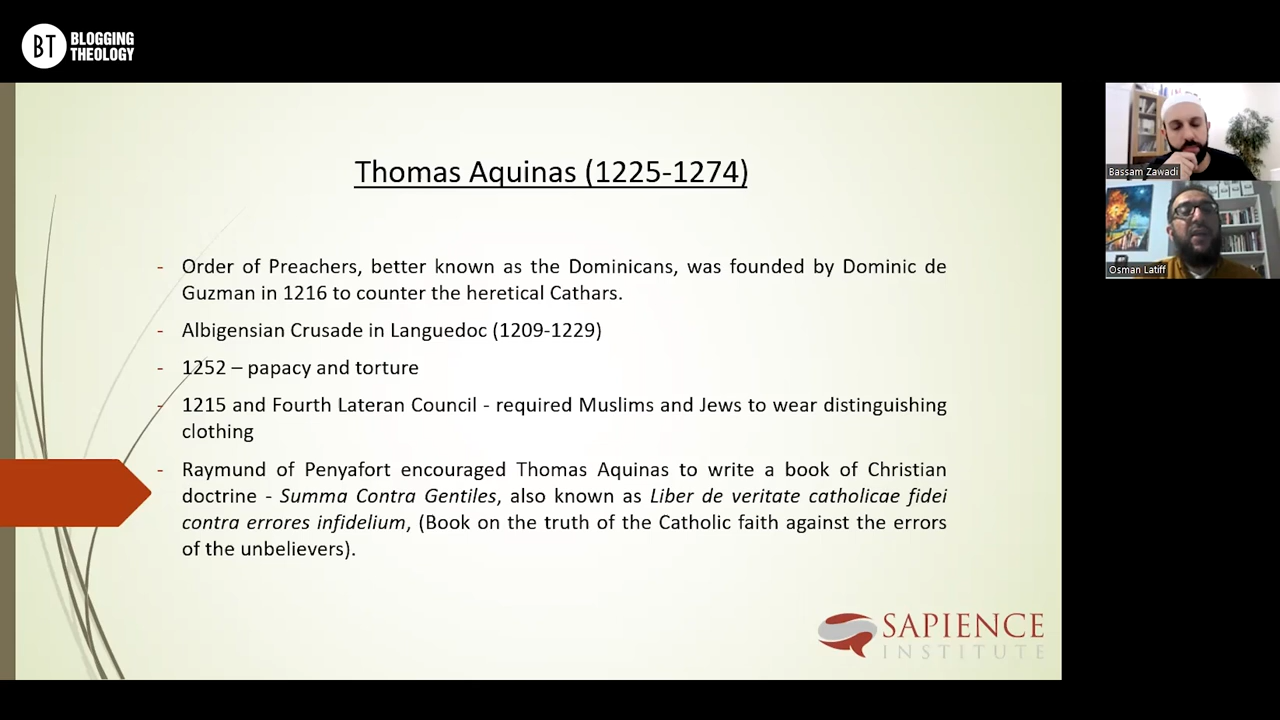 BT BLOGGING
THEOLOGY
Thomas Aquinas (1225-1274)
- Order of Preachers, better known as the Dominicans, was founded by Dominic de
Guzman in 1216 to counter the heretical Cathars.
- Albigensian Crusade in Languedoc (1209-1229)
- 1252 – papacy and torture
- 1215 and Fourth Lateran Council - required Muslims and Jews to wear distinguishing
clothing
- Raymund of Penyafort encouraged Thomas Aquinas to write a book of Christian
doctrine - Summa Contra Gentiles, also known as Liber de veritate catholicae fidei
contra errores infidelium, (Book on the truth of the Catholic faith against the errors
of the unbelievers).
SAPIENCE
INSTITUTE
Bassam Zawadi
Osman Latiff